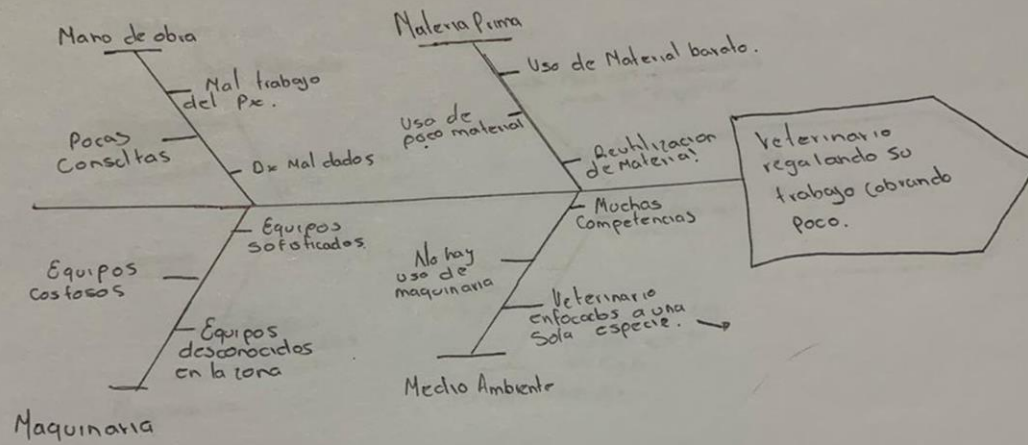 Mano de obra
Mal trabajo
del Px.
Pocas
Conscltas
Dx Mal dados
Materia Prima
Uso de Material barato.
Uso de
poco material
Reutilizacion
de Material.
Equipos
sofisticados.
Equipos
costosos
Equipos
desconocidos
en la zona
Maquinaria
Muchas
Competencias
No hay
uso de
maquinaria
Veterinario
enfocados a una
Sola especie.
Medio Ambiente
Veterinario
regalando su
trabajo Cobrando
poco.